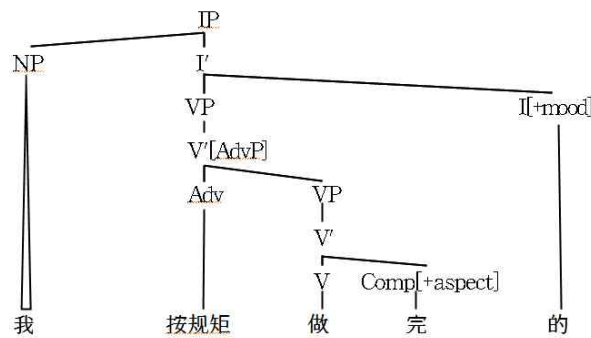 IP
NP I′
VP I[+mood]
V′[AdvP]
Adv VP
V′
V Comp[+aspect]
我 按规矩 做 完 的